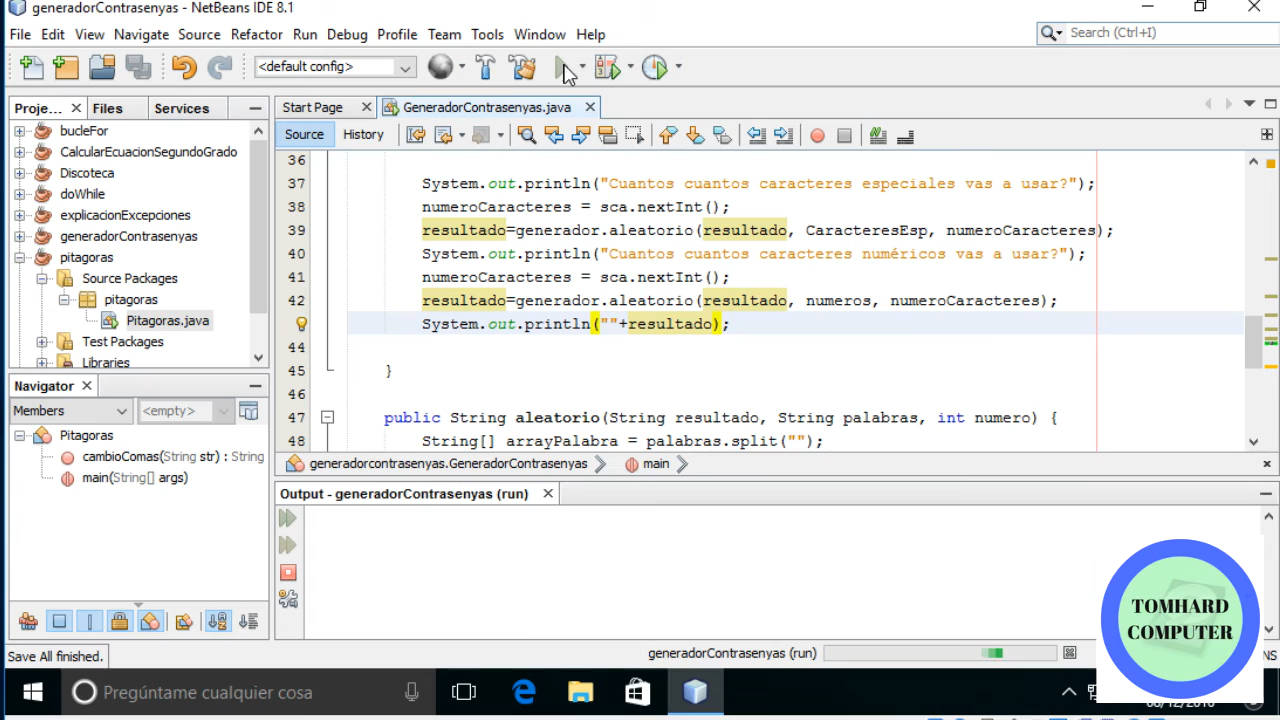 generadorContrasenyas - NetBeans IDE 8.1
File Edit View Navigate Source Refactor Run Debug Profile Team Tools Window Help
Search (Ctrl+I)
<default config>
Proje... Files Services
Start Page GeneradorContrasenyas.java
Source History
bucleFor
CalcularEcuacionSegundoGrado
Discoteca
doWhile
explicacionExcepciones
generadorContrasenyas
pitagoras
Source Packages
pitagoras
Pitagoras.java
Test Packages
Libraries
36
37 System.out.println("Cuantos cuantos caracteres especiales vas a usar?");
38 numeroCaracteres = sca.nextInt();
39 resultado=generador.aleatorio(resultado, CaracteresEsp, numeroCaracteres);
40 System.out.println("Cuantos cuantos caracteres numéricos vas a usar?");
41 numeroCaracteres = sca.nextInt();
42 resultado=generador.aleatorio(resultado, numeros, numeroCaracteres);
System.out.println(""+resultado);
44
45 }
46
47 public String aleatorio(String resultado, String palabras, int numero) {
48 String[] arrayPalabra = palabras.split("");
generadorcontrasenyas.GeneradorContrasenyas main
Navigator
Members <empty>
Pitagoras
cambioComas(String str) : String
main(String[] args)
Output - generadorContrasenyas (run)
TOMHARD
COMPUTER
Save All finished.
generadorContrasenyas (run)
Pregúntame cualquier cosa